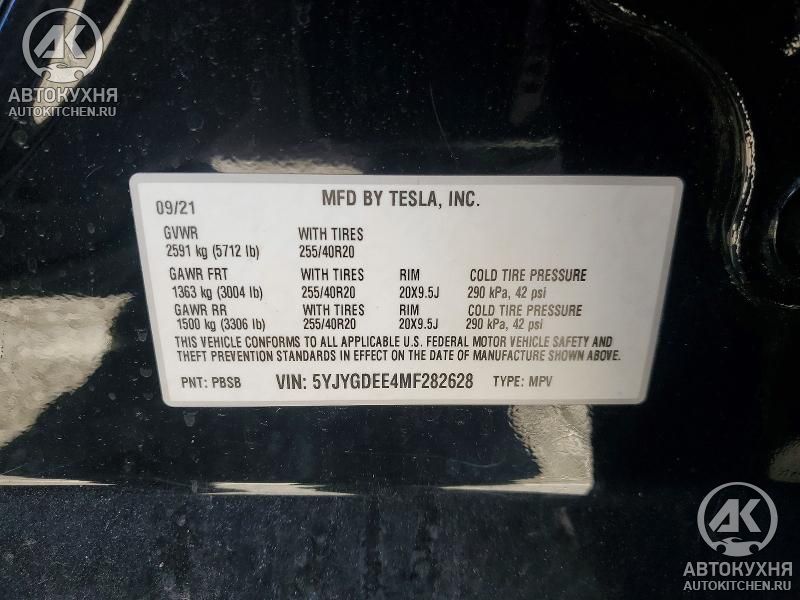 AK
АВТОКУХНЯ
AUTOKITCHEN.RU
09/21
MFD BY TESLA, INC.
GVWR WITH TIRES
2591 kg (5712 lb) 255/40R20
GAWR FRT WITH TIRES RIM COLD TIRE PRESSURE
1363 kg (3004 lb) 255/40R20 20X9.5J 290 kPa, 42 psi
GAWR RR WITH TIRES RIM COLD TIRE PRESSURE
1500 kg (3306 lb) 255/40R20 20X9.5J 290 kPa, 42 psi
THIS VEHICLE CONFORMS TO ALL APPLICABLE U.S. FEDERAL MOTOR VEHICLE SAFETY AND
THEFT PREVENTION STANDARDS IN EFFECT ON THE DATE OF MANUFACTURE SHOWN ABOVE.
PNT: PBSB VIN: 5YJYGDEE4MF282628 TYPE: MPV
AK
АВТОКУХНЯ
AUTOKITCHEN.RU